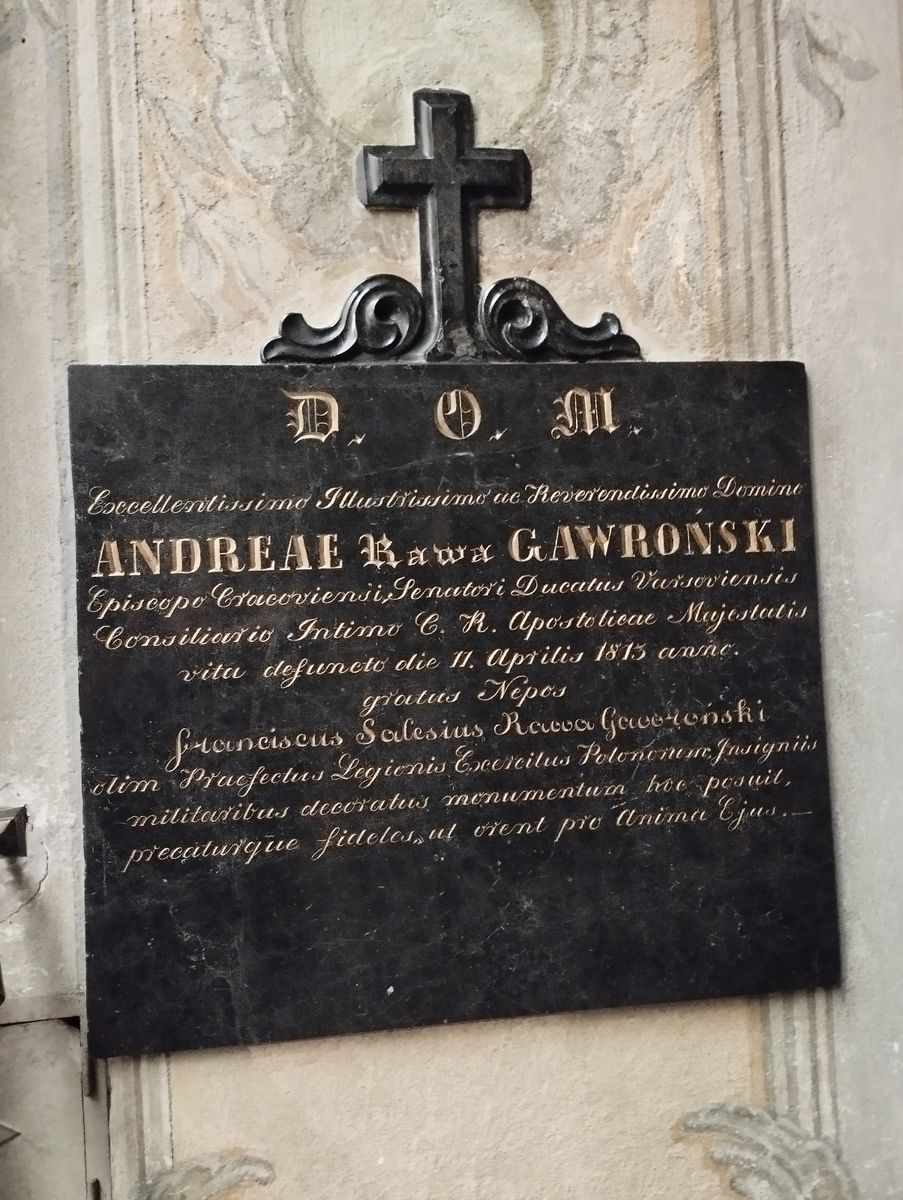 D. O. M.
Excellentissimo Illustrissimo ac Reverendissimo Domino
ANDREAE Rawa GAWROŃSKI
Episcopo Cracoviensi, Senatori Ducatus Varsoviensis
Consiliario Intimo C. R. Apostolicae Majestatis
vita defuncto die 11. Aprilis 1813 anno.
gratus Nepos
Franciscus Salesius Rawa Gawroński
olim Praefectus Legionis Exercitus Polonorum, Insigniis
militaribus decoratus monumentum hoc posuit,
precaturque fideles, ut orent pro Anima Ejus.—